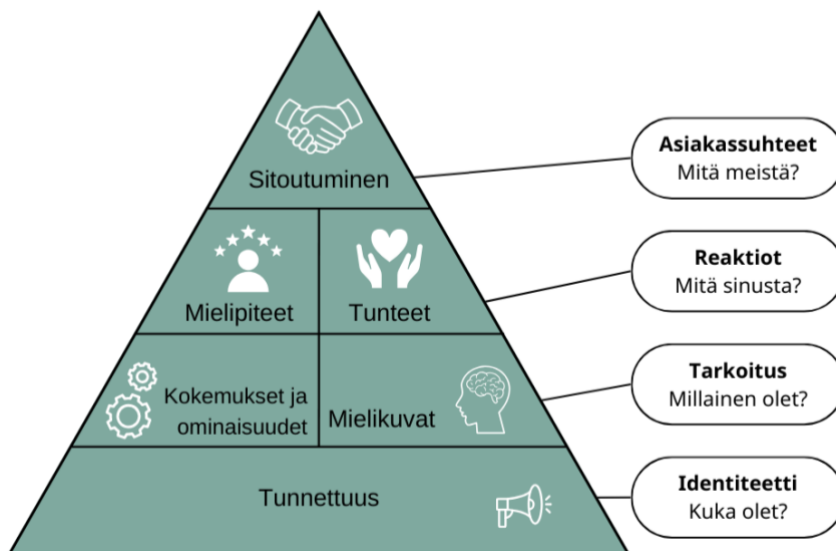 Sitoutuminen
Asiakassuhteet
Mitä meistä?
Mielipiteet
Tunteet
Reaktiot
Mitä sinusta?
Kokemukset ja
ominaisuudet
Mielikuvat
Tarkoitus
Millainen olet?
Tunnettuus
Identiteetti
Kuka olet?